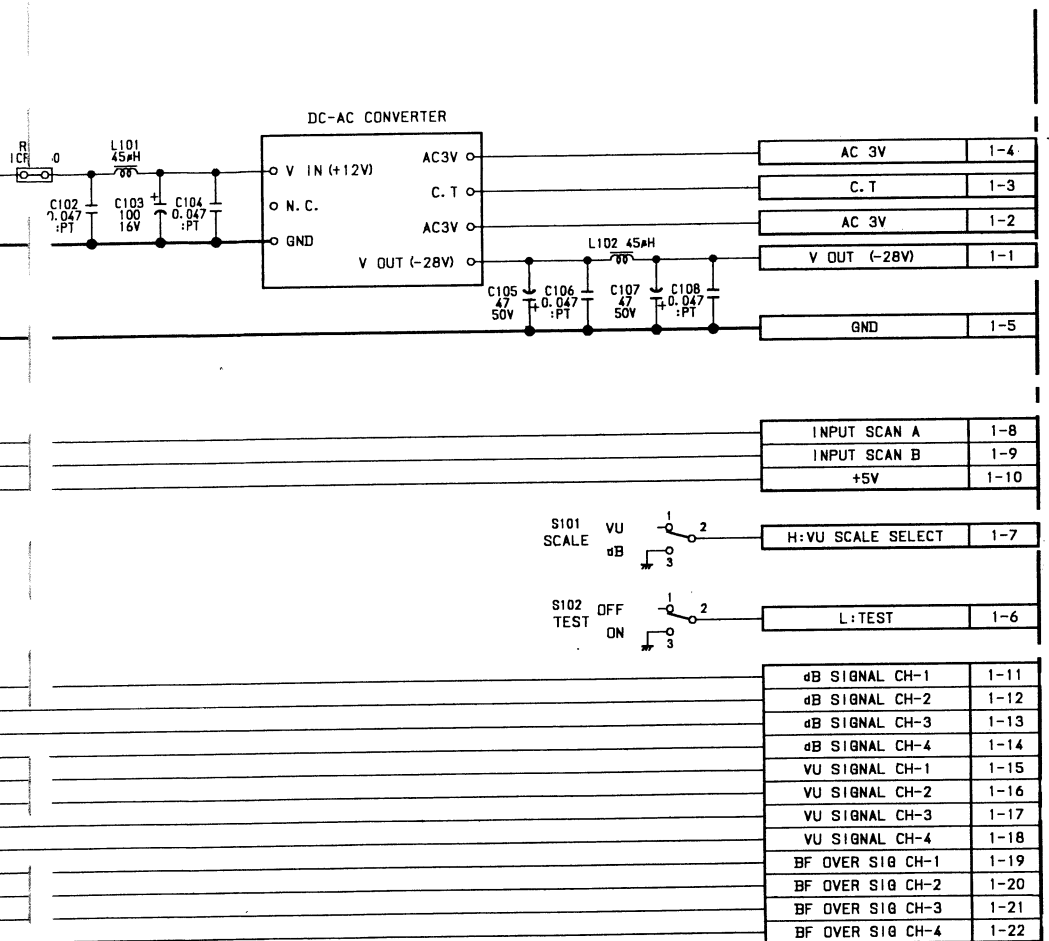 DC-AC CONVERTER
L101
45µH
C102
0.047
:PT
C103 +
100
16V
C104
0.047
:PT
V IN (+12V)
N.C.
GND
AC3V
C.T
AC3V
V OUT (-28V)
L102 45µH
C105
47
50V
+
C106
0.047
:PT
C107
47
50V
+
C108
0.047
:PT
AC 3V 1-4
C.T 1-3
AC 3V 1-2
V OUT (-28V) 1-1
GND 1-5
INPUT SCAN A 1-8
INPUT SCAN B 1-9
+5V 1-10
S101
SCALE
VU
dB
1
2
3
H:VU SCALE SELECT 1-7
S102
TEST
OFF
ON
1
2
3
L:TEST 1-6
dB SIGNAL CH-1 1-11
dB SIGNAL CH-2 1-12
dB SIGNAL CH-3 1-13
dB SIGNAL CH-4 1-14
VU SIGNAL CH-1 1-15
VU SIGNAL CH-2 1-16
VU SIGNAL CH-3 1-17
VU SIGNAL CH-4 1-18
BF OVER SIG CH-1 1-19
BF OVER SIG CH-2 1-20
BF OVER SIG CH-3 1-21
BF OVER SIG CH-4 1-22